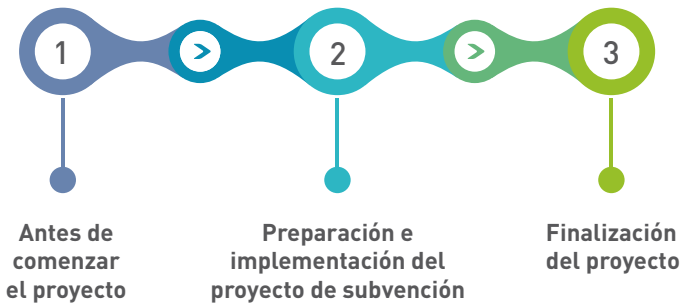 1
2
3
Antes de
comenzar
el proyecto
Preparación e
implementación del
proyecto de subvención
Finalización
del proyecto